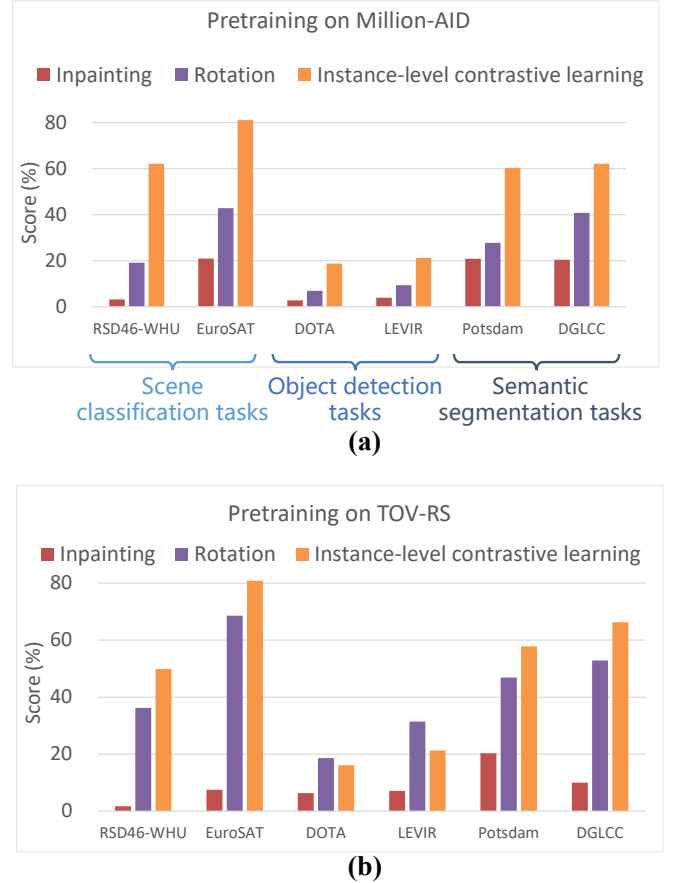 Pretraining on Million-AID
Inpainting Rotation Instance-level contrastive learning
80
60
40
20
0
Score (%)
RSD46-WHU EuroSAT DOTA LEVIR Potsdam DGLCC
Scene classification tasks
Object detection tasks
Semantic segmentation tasks
(a)
Pretraining on TOV-RS
Inpainting Rotation Instance-level contrastive learning
80
60
40
20
0
Score (%)
RSD46-WHU EuroSAT DOTA LEVIR Potsdam DGLCC
(b)